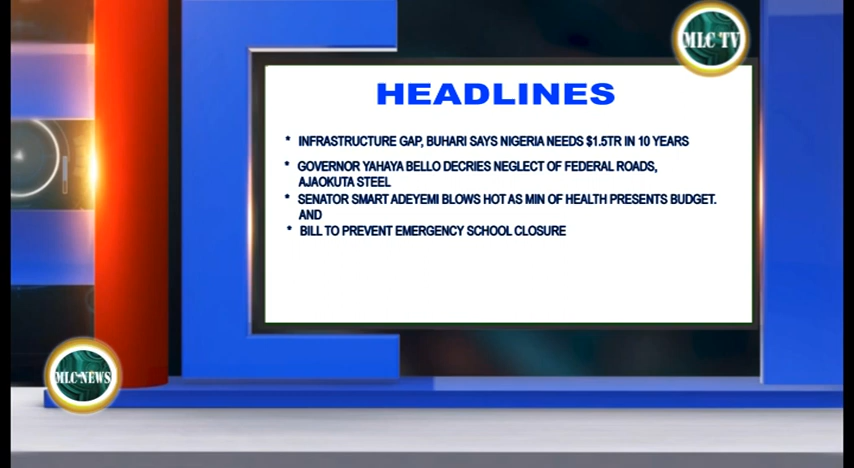 MLC TV
HEADLINES
* INFRASTRUCTURE GAP, BUHARI SAYS NIGERIA NEEDS $1.5TR IN 10 YEARS
* GOVERNOR YAHAYA BELLO DECRIES NEGLECT OF FEDERAL ROADS,
AJAOKUTA STEEL
* SENATOR SMART ADEYEMI BLOWS HOT AS MIN OF HEALTH PRESENTS BUDGET.
AND
* BILL TO PREVENT EMERGENCY SCHOOL CLOSURE
MLC NEWS